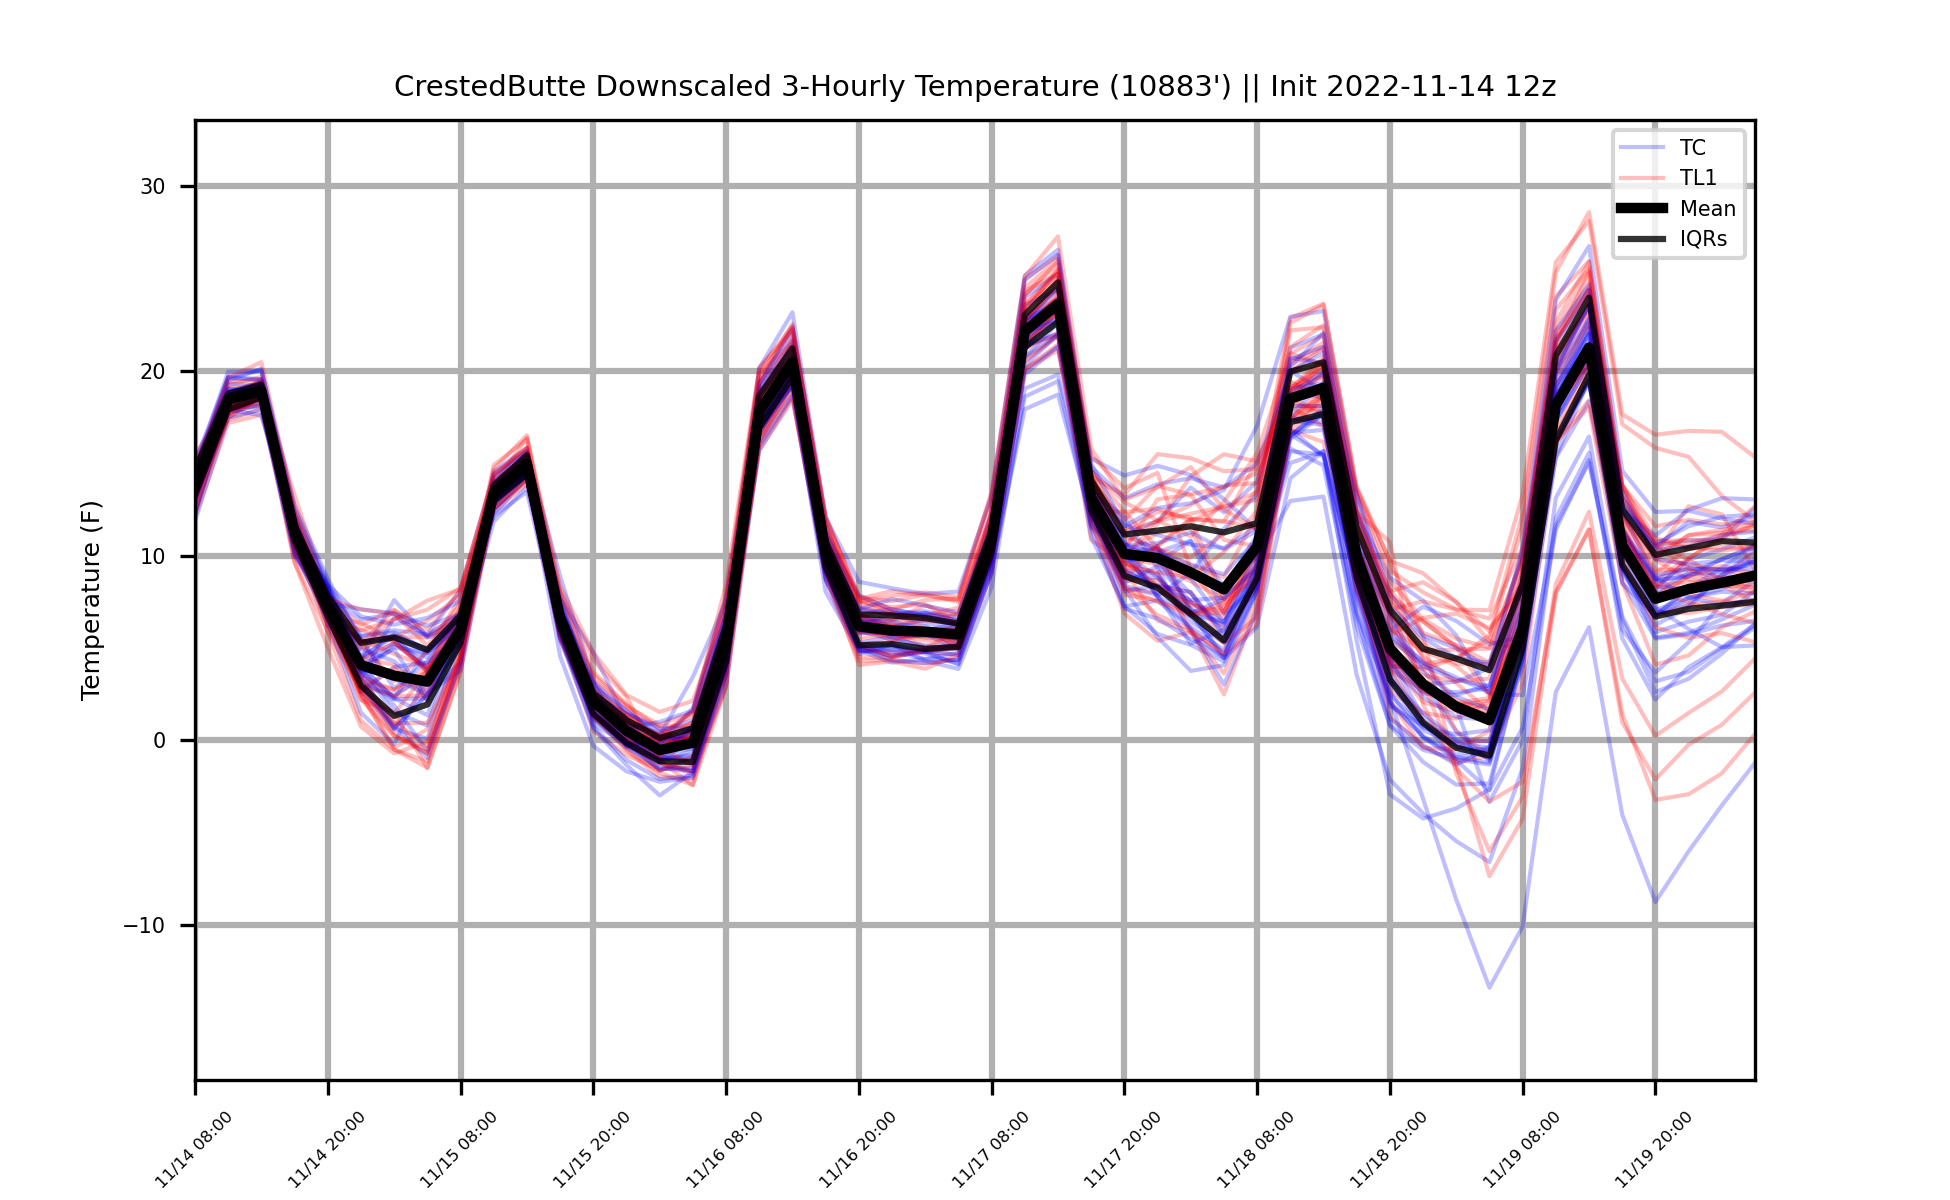 CrestedButte Downscaled 3-Hourly Temperature (10883') || Init 2022-11-14 12z
TC
TL1
Mean
IQRs
Temperature (F)
30
20
10
0
−10
11/14 08:00
11/14 20:00
11/15 08:00
11/15 20:00
11/16 08:00
11/16 20:00
11/17 08:00
11/17 20:00
11/18 08:00
11/18 20:00
11/19 08:00
11/19 20:00